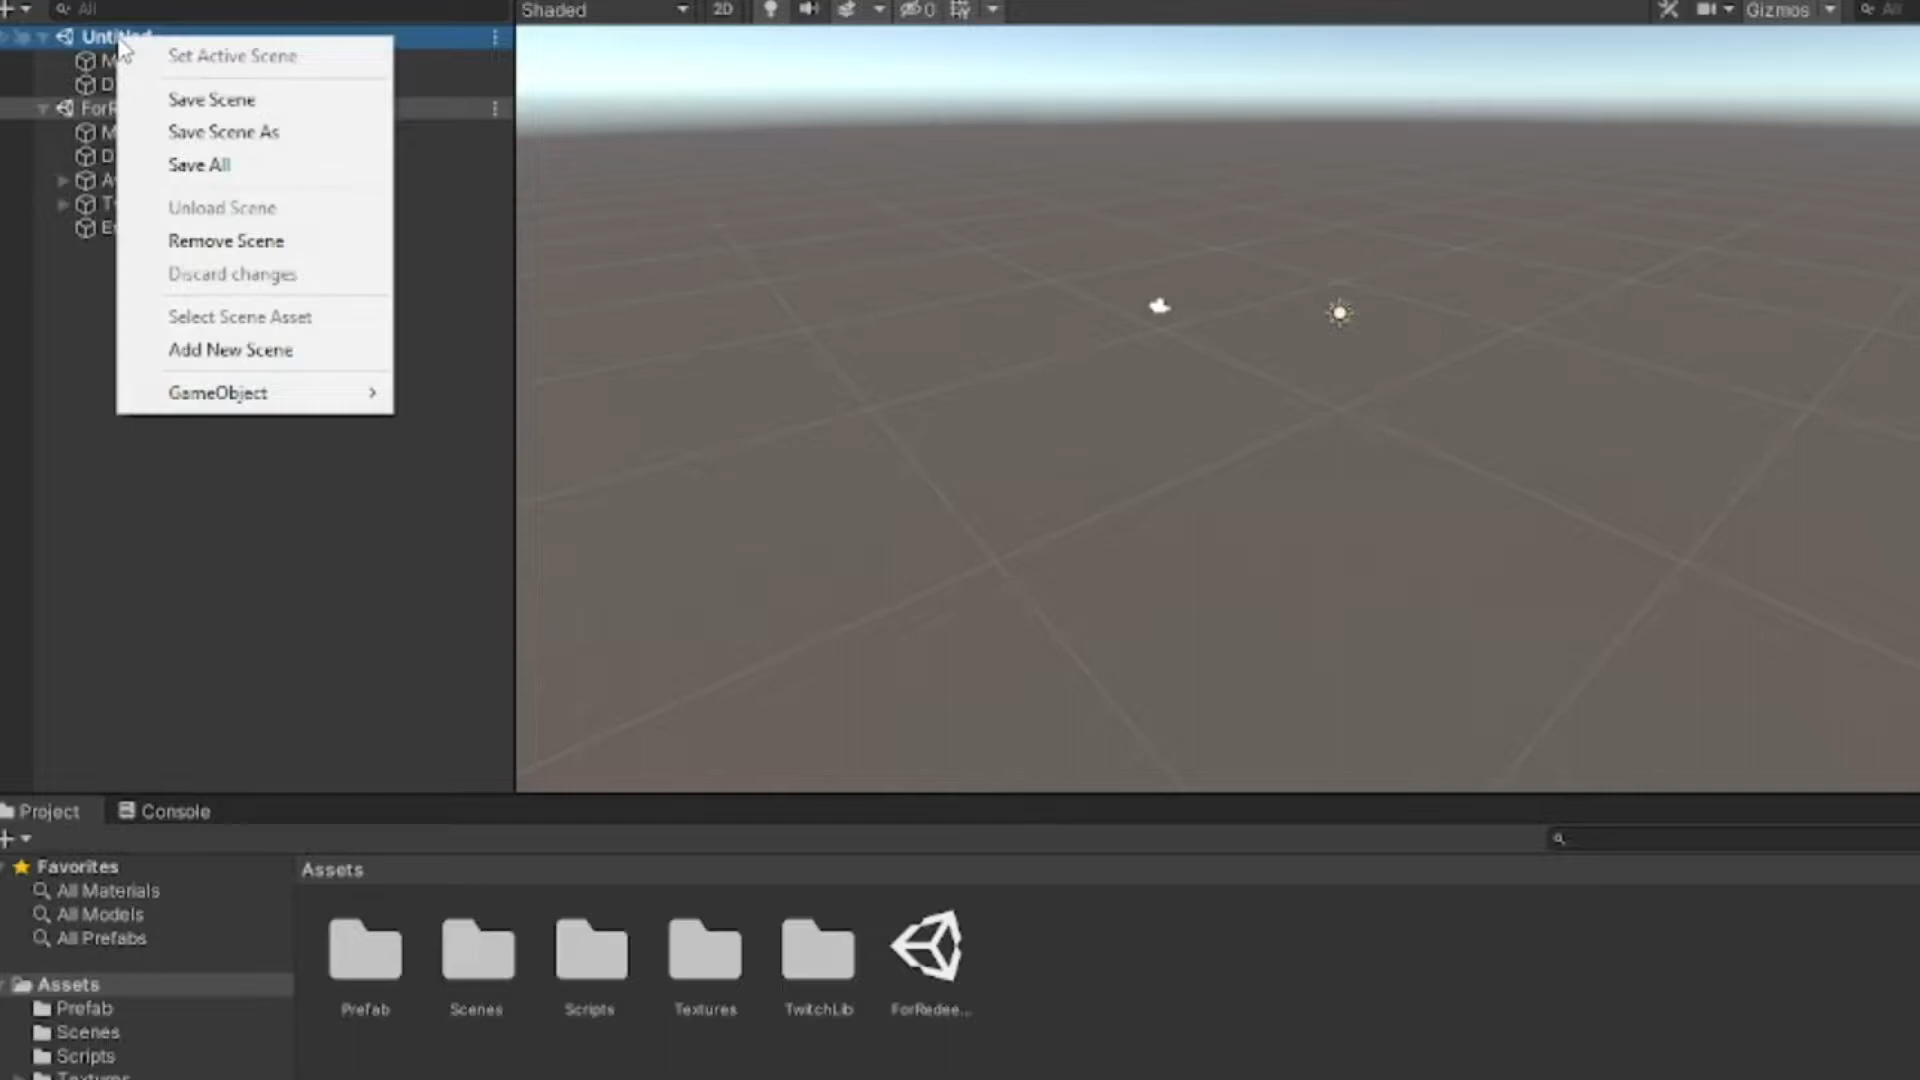 All
Shaded
2D
0
Gizmos
All
Untitled
M
D
ForR
M
D
A
T
E
Set Active Scene
Save Scene
Save Scene As
Save All
Unload Scene
Remove Scene
Discard changes
Select Scene Asset
Add New Scene
GameObject
Project
Console
Favorites
All Materials
All Models
All Prefabs
Assets
Prefab
Scenes
Scripts
Textures
Assets
Prefab
Scenes
Scripts
Textures
TwitchLib
ForRedee...